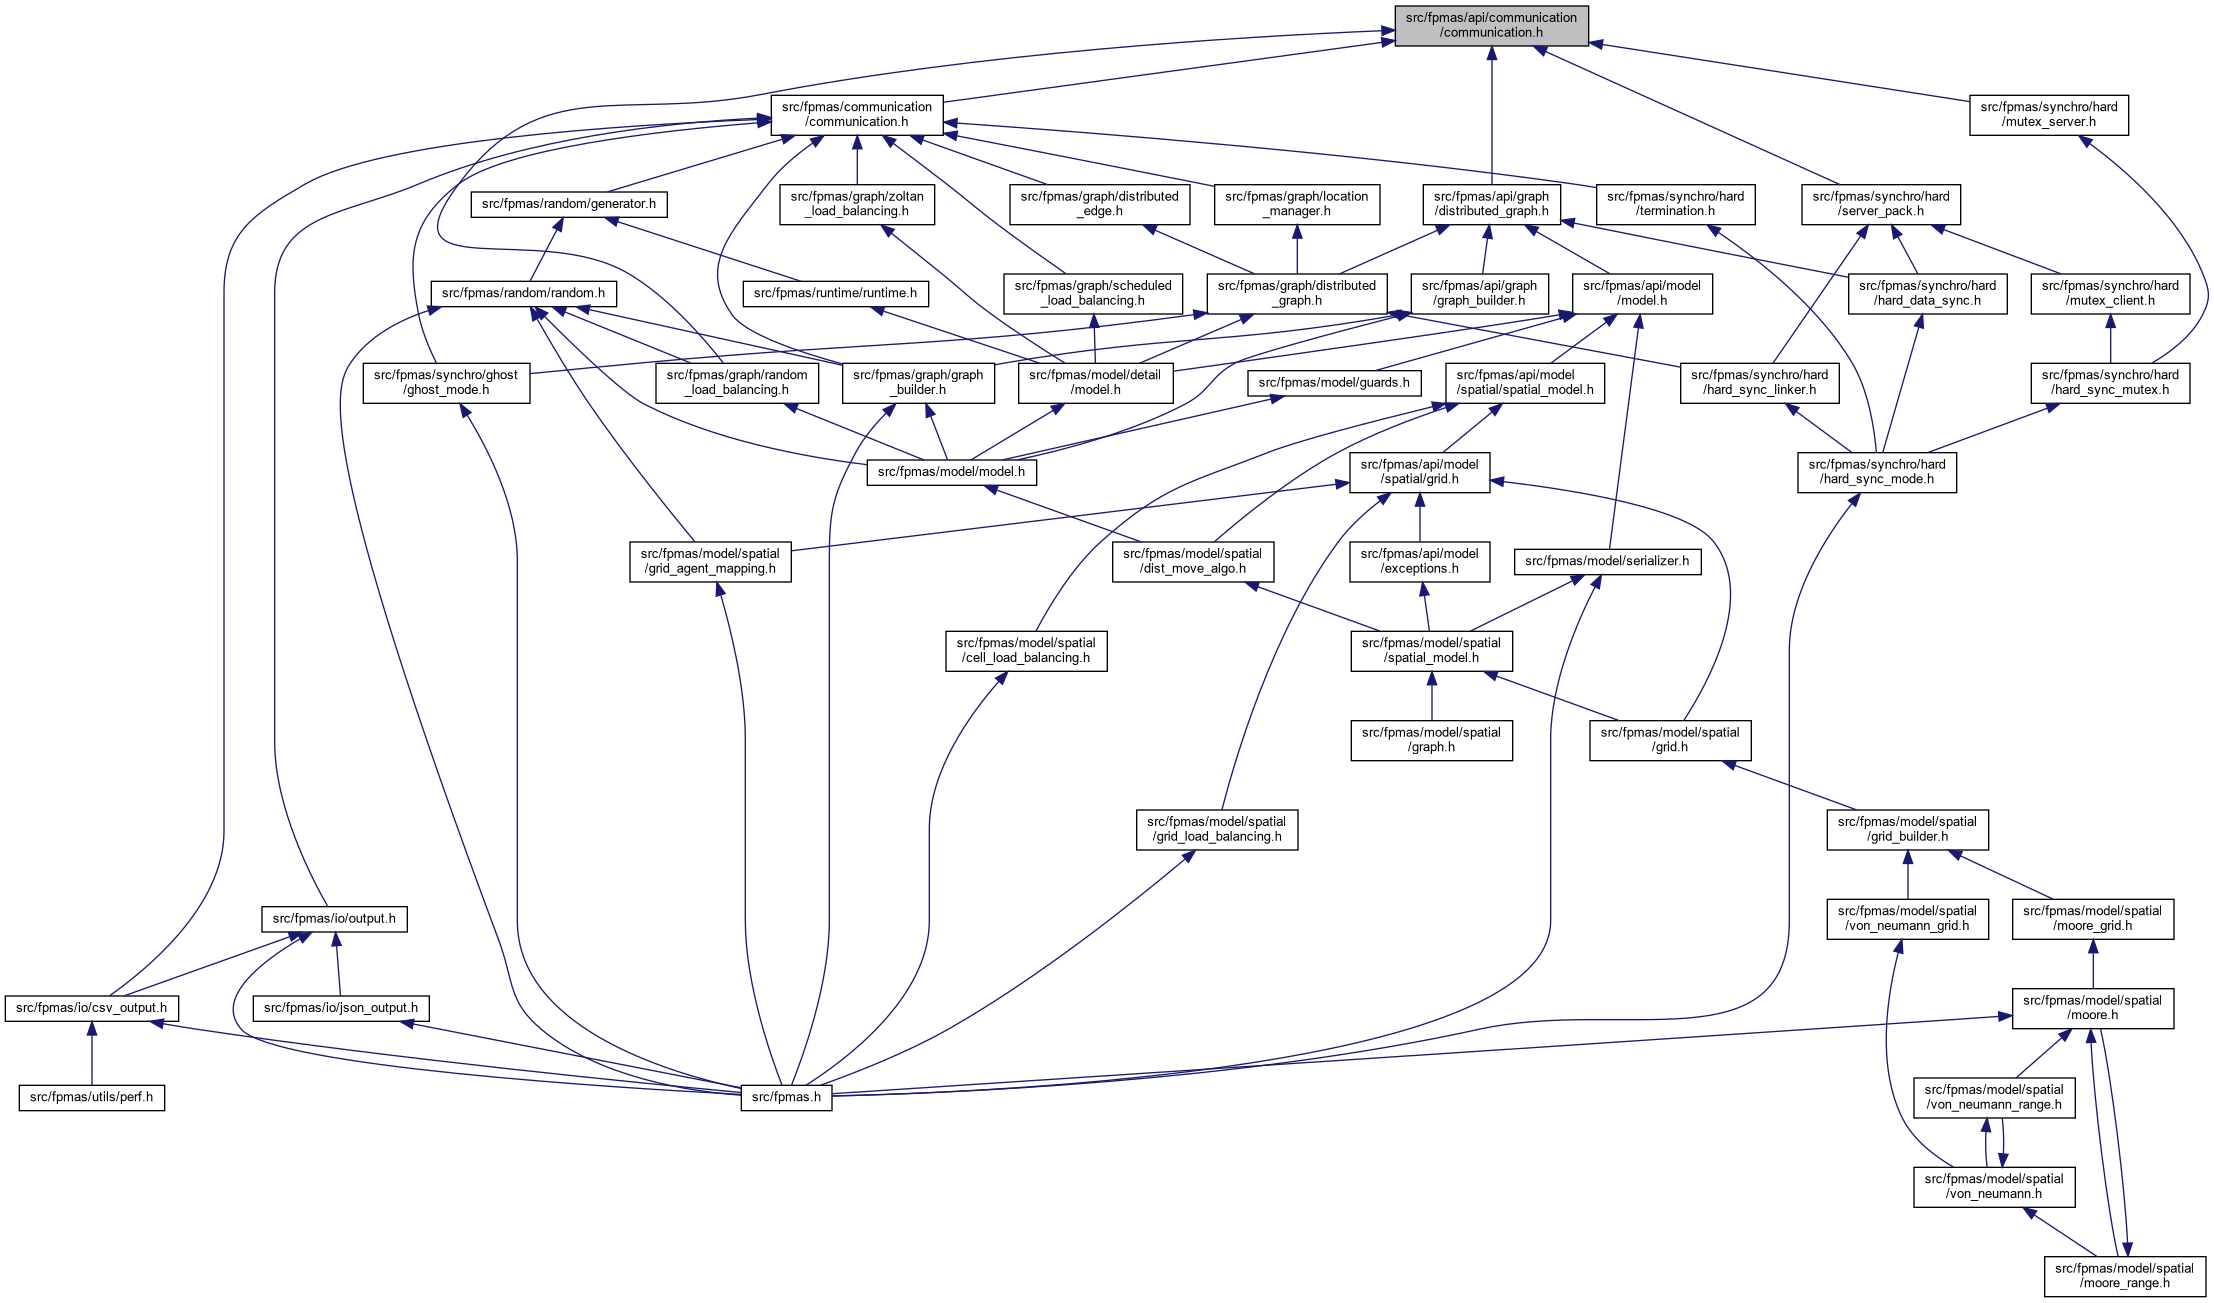 src/fpmas/api/communication
/communication.h
src/fpmas/communication
/communication.h
src/fpmas/synchro/hard
/mutex_server.h
src/fpmas/random/generator.h
src/fpmas/graph/zoltan
_load_balancing.h
src/fpmas/graph/distributed
_edge.h
src/fpmas/graph/location
_manager.h
src/fpmas/api/graph
/distributed_graph.h
src/fpmas/synchro/hard
/termination.h
src/fpmas/synchro/hard
/server_pack.h
src/fpmas/random/random.h
src/fpmas/runtime/runtime.h
src/fpmas/graph/scheduled
_load_balancing.h
src/fpmas/graph/distributed
_graph.h
src/fpmas/api/graph
/graph_builder.h
src/fpmas/api/model
/model.h
src/fpmas/synchro/hard
/hard_data_sync.h
src/fpmas/synchro/hard
/mutex_client.h
src/fpmas/synchro/ghost
/ghost_mode.h
src/fpmas/graph/random
_load_balancing.h
src/fpmas/graph/graph
_builder.h
src/fpmas/model/detail
/model.h
src/fpmas/model/guards.h
src/fpmas/api/model
/spatial/spatial_model.h
src/fpmas/synchro/hard
/hard_sync_linker.h
src/fpmas/synchro/hard
/hard_sync_mutex.h
src/fpmas/model/model.h
src/fpmas/api/model
/spatial/grid.h
src/fpmas/synchro/hard
/hard_sync_mode.h
src/fpmas/model/spatial
/grid_agent_mapping.h
src/fpmas/model/spatial
/dist_move_algo.h
src/fpmas/api/model
/exceptions.h
src/fpmas/model/serializer.h
src/fpmas/model/spatial
/cell_load_balancing.h
src/fpmas/model/spatial
/spatial_model.h
src/fpmas/model/spatial
/graph.h
src/fpmas/model/spatial
/grid.h
src/fpmas/model/spatial
/grid_load_balancing.h
src/fpmas/model/spatial
/grid_builder.h
src/fpmas/io/output.h
src/fpmas/model/spatial
/von_neumann_grid.h
src/fpmas/model/spatial
/moore_grid.h
src/fpmas/io/csv_output.h
src/fpmas/io/json_output.h
src/fpmas/model/spatial
/moore.h
src/fpmas/utils/perf.h
src/fpmas.h
src/fpmas/model/spatial
/von_neumann_range.h
src/fpmas/model/spatial
/von_neumann.h
src/fpmas/model/spatial
/moore_range.h